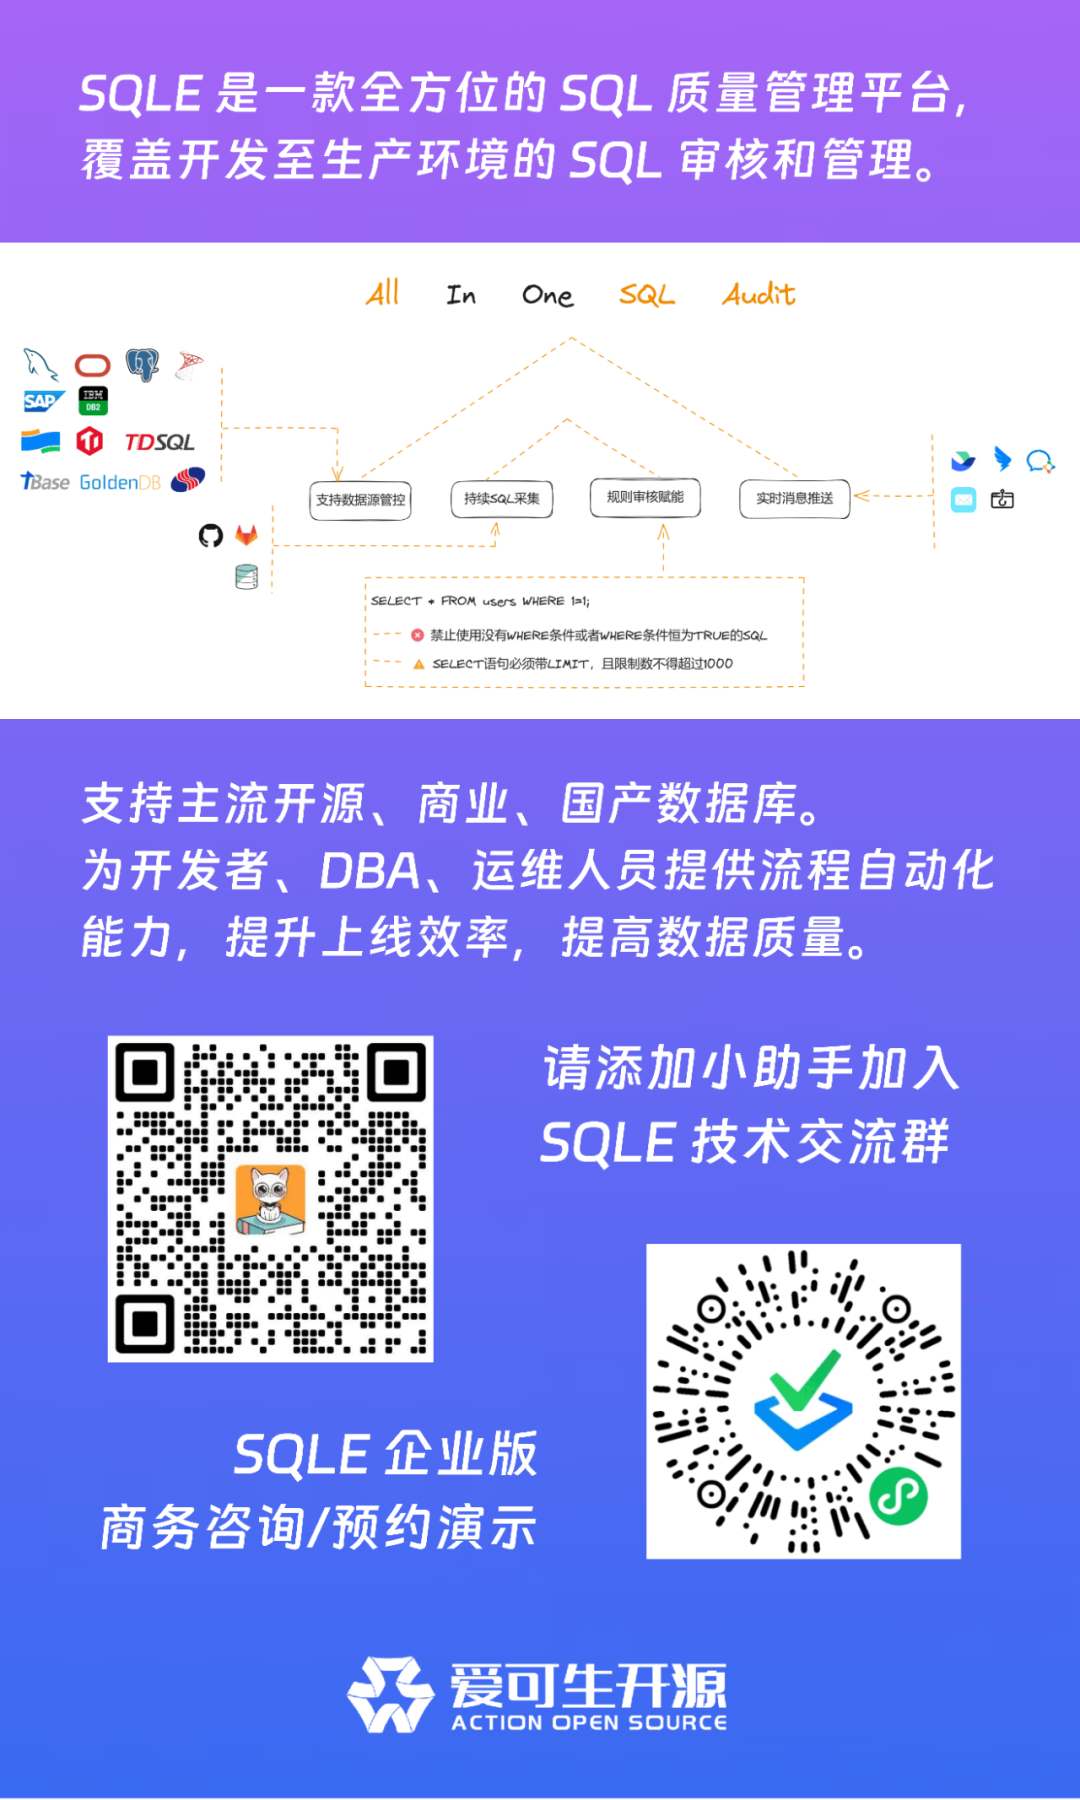 SQLE 是一款全方位的 SQL 质量管理平台,
覆盖开发至生产环境的 SQL 审核和管理。
All In One SQL Audit
SAP
IBM
DB2
TDSQL
TBase GoldenDB
支持数据源管控
持续SQL采集
规则审核赋能
实时消息推送
SELECT * FROM users WHERE 1=1;
禁止使用没有WHERE条件或者WHERE条件恒为TRUE的SQL
SELECT语句必须带LIMIT，且限制数不得超过1000
支持主流开源、商业、国产数据库。
为开发者、DBA、运维人员提供流程自动化
能力，提升上线效率，提高数据质量。
请添加小助手加入
SQLE 技术交流群
SQLE 企业版
商务咨询/预约演示
爱可生开源
ACTION OPEN SOURCE